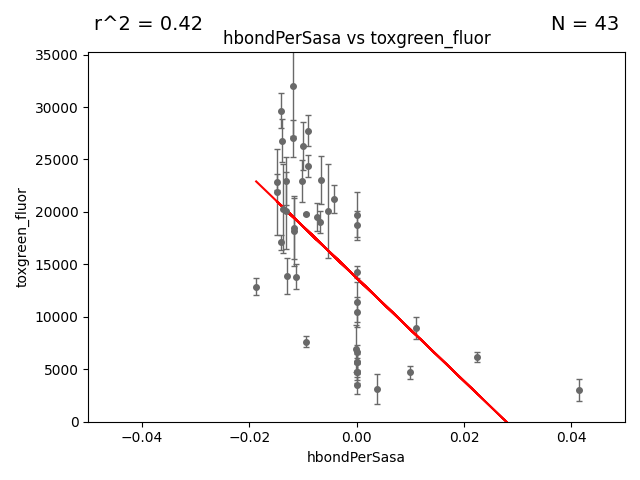 r^2 = 0.42
N = 43
hbondPerSasa vs toxgreen_fluor
35000
30000
25000
20000
15000
10000
5000
0
toxgreen_fluor
−0.04
−0.02
0.00
0.02
0.04
hbondPerSasa